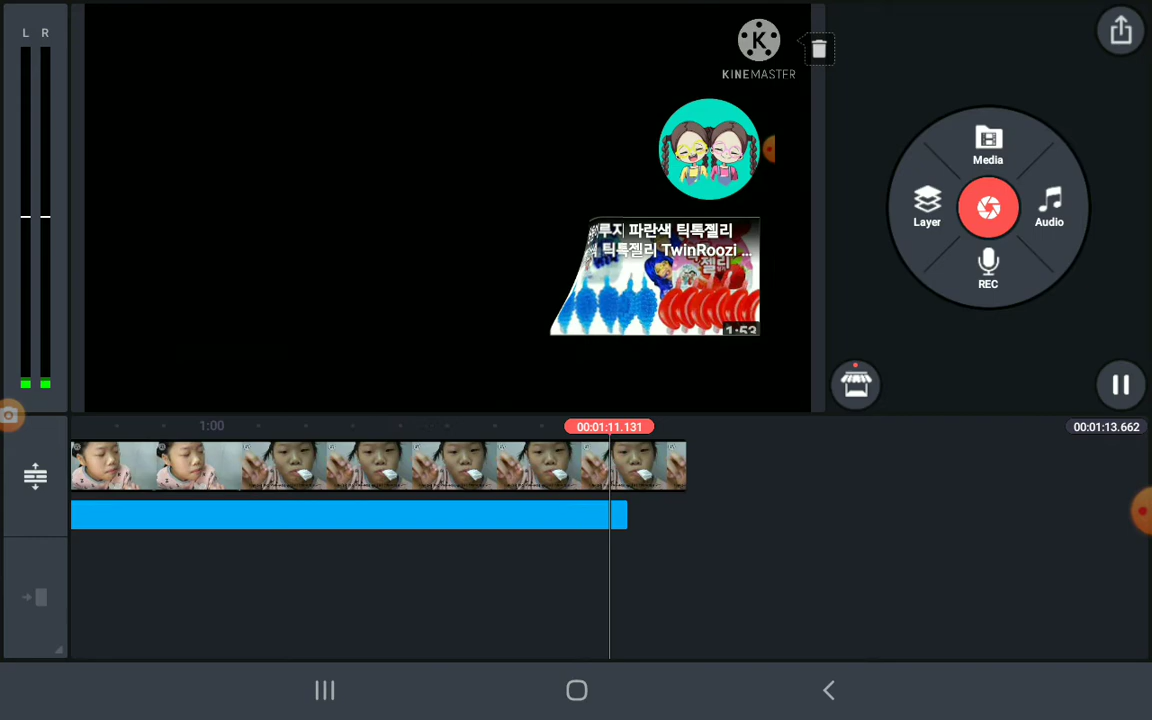 L R
KINEMASTER
Media
Layer
Audio
REC
루지 파란색 틱톡젤리
틱톡젤리 TwinRoozi ...
젤리
1:53
1:00
00:01:11.131
00:01:13.662